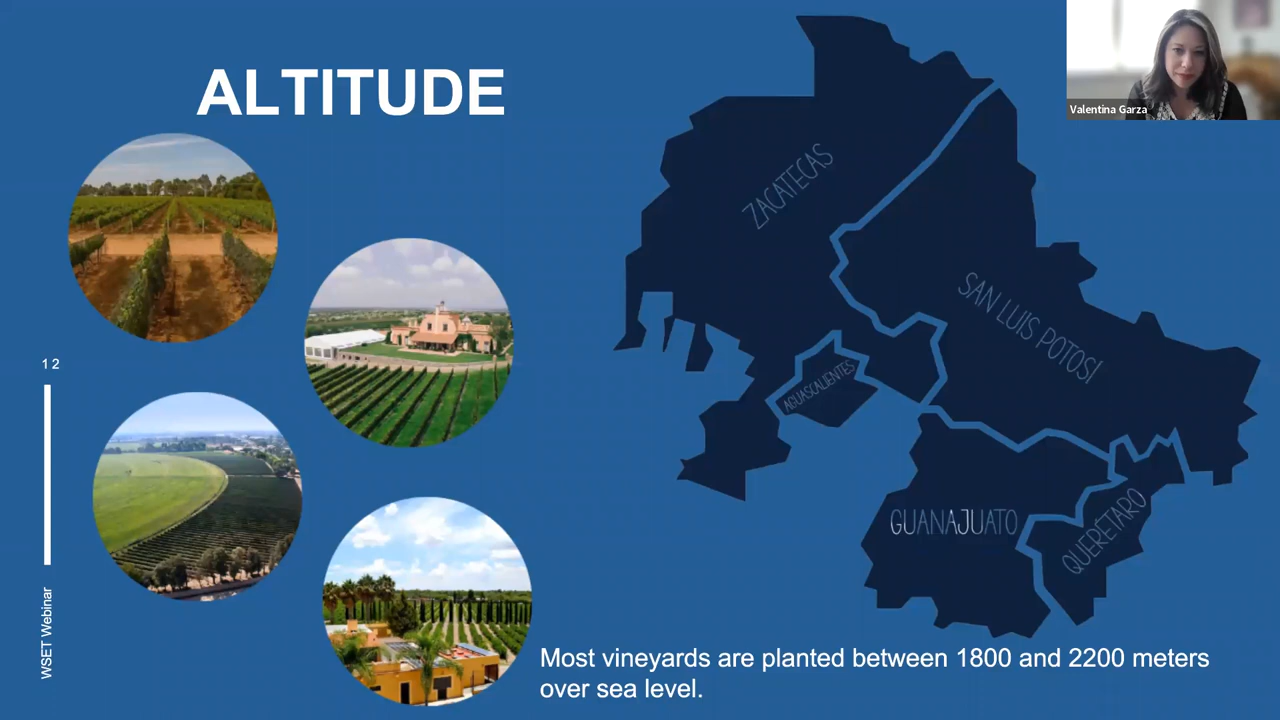 ALTITUDE
Valentina Garza
ZACATECAS
SAN LUIS POTOSI
AGUASCALIENTES
12
GUANAJUATO
QUERETARO
WSET Webinar
Most vineyards are planted between 1800 and 2200 meters
over sea level.